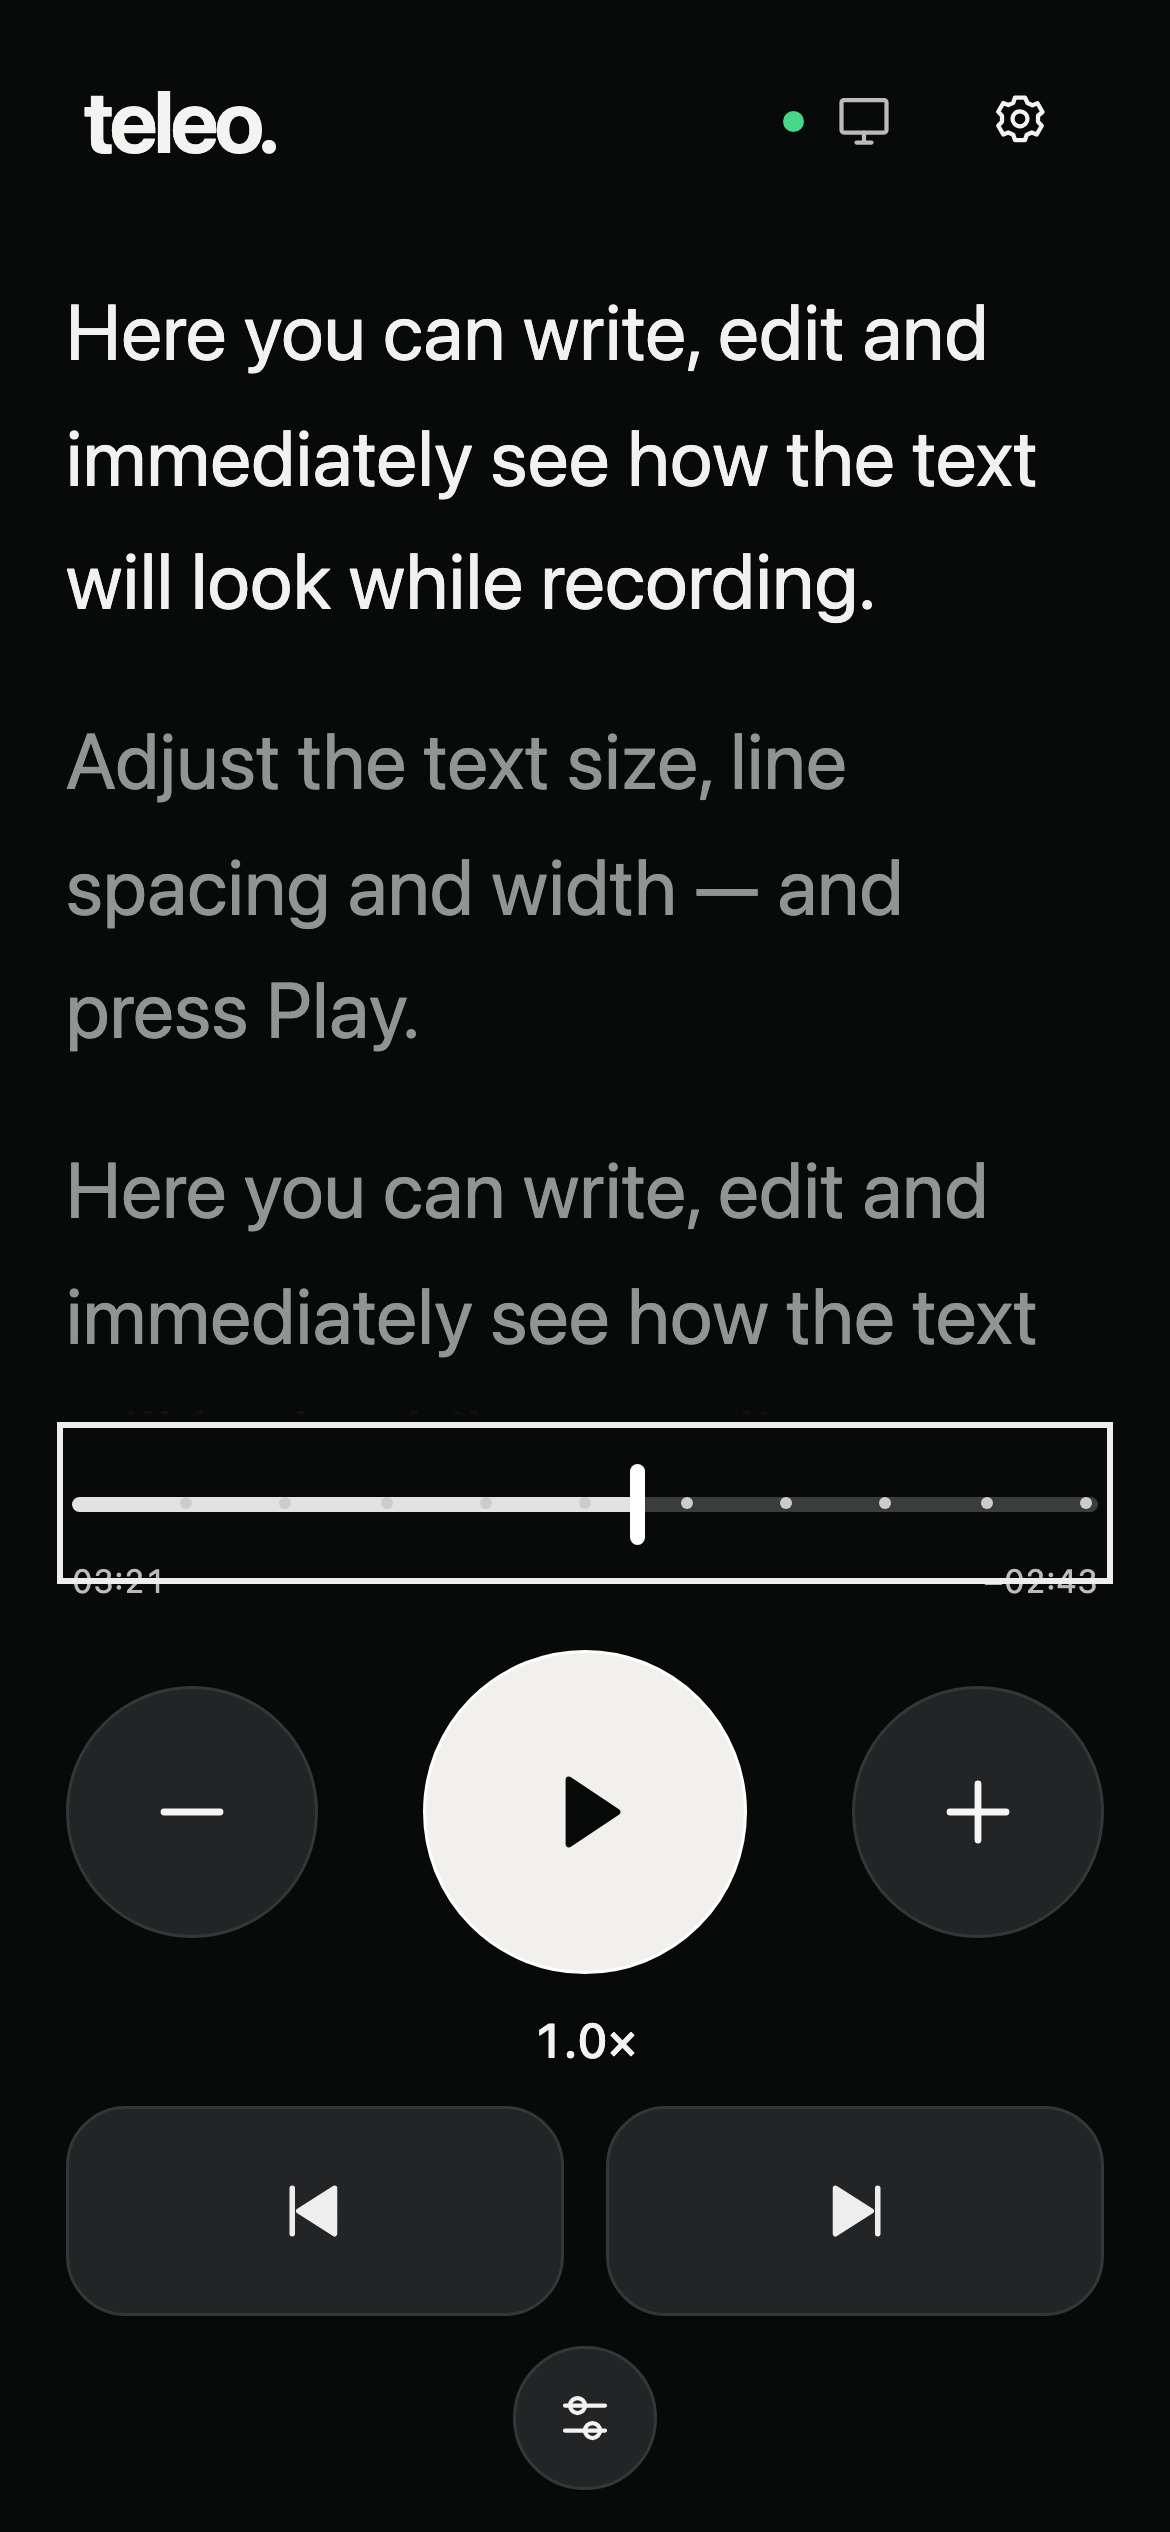 teleo.
Here you can write, edit and
immediately see how the text
will look while recording.
Adjust the text size, line
spacing and width — and
press Play.
Here you can write, edit and
immediately see how the text
03:21
−02:43
1.0×